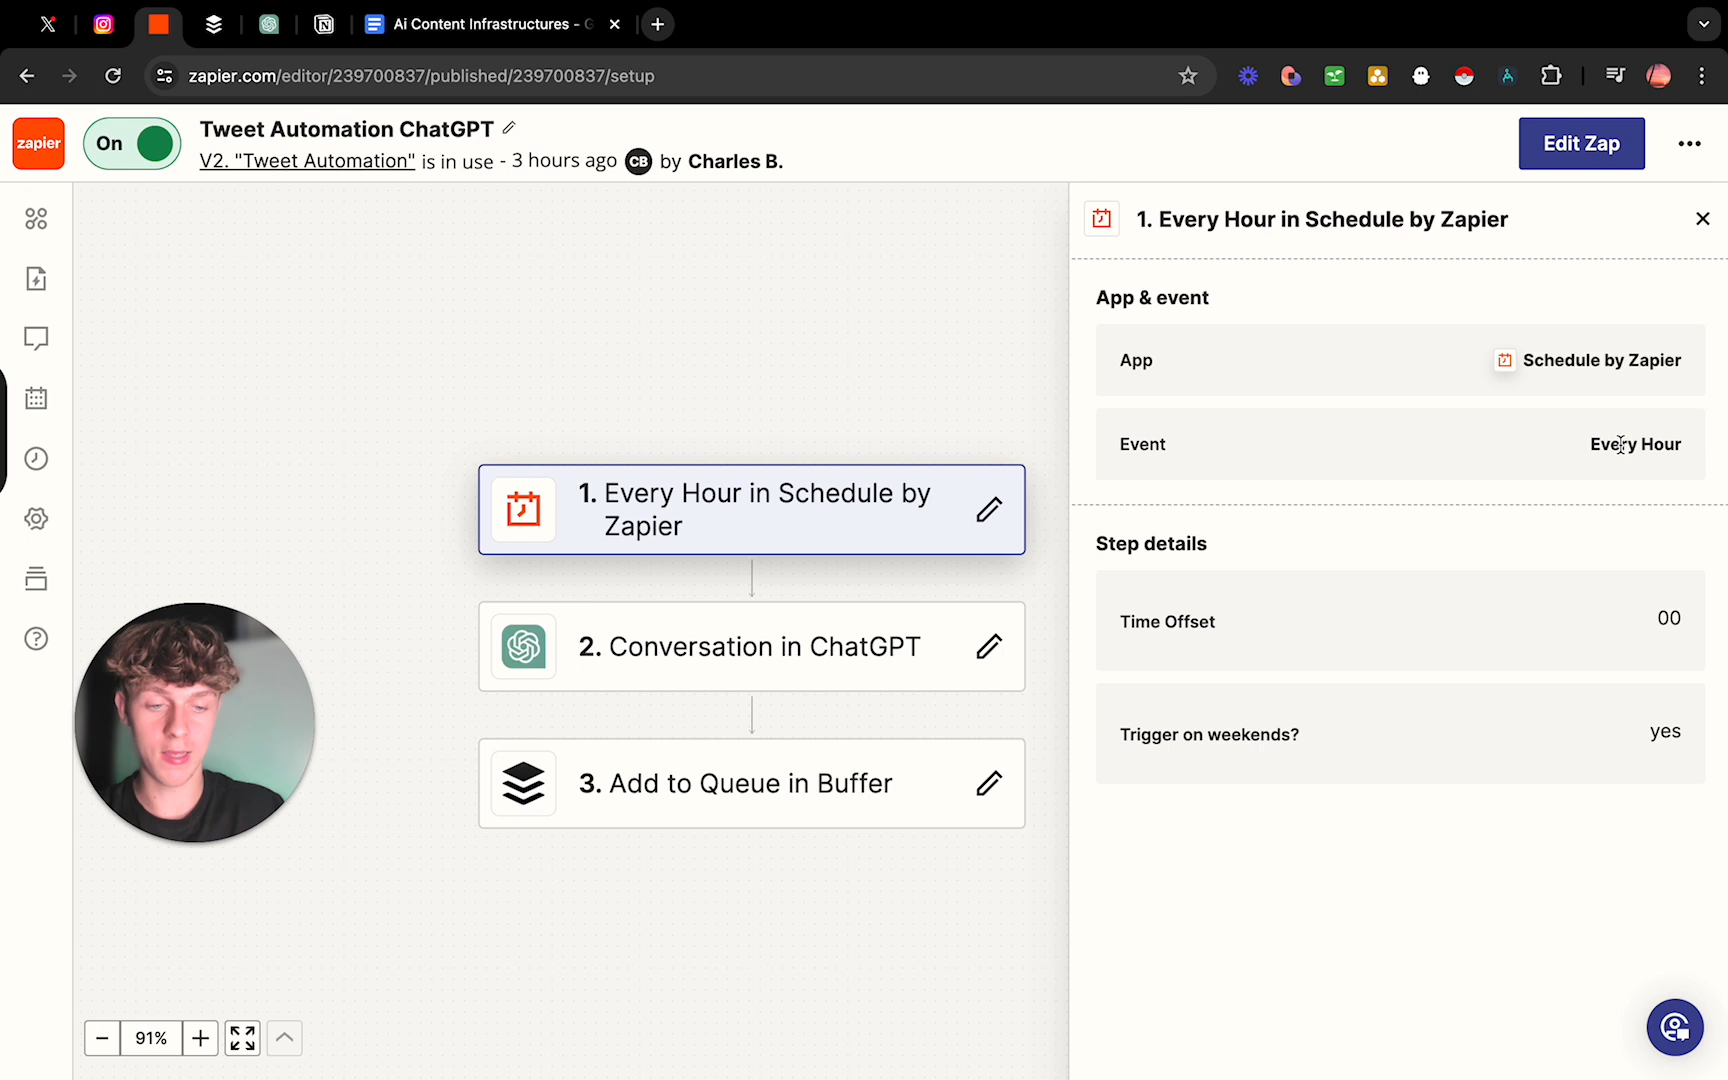 Ai Content Infrastructures - G
zapier.com/editor/239700837/published/239700837/setup
zapier
On
Tweet Automation ChatGPT
V2. "Tweet Automation" is in use - 3 hours ago CB by Charles B.
Edit Zap
1. Every Hour in Schedule by Zapier
App & event
App
Schedule by Zapier
Event
Every Hour
Step details
Time Offset
00
Trigger on weekends?
yes
1. Every Hour in Schedule by
Zapier
2. Conversation in ChatGPT
3. Add to Queue in Buffer
91%